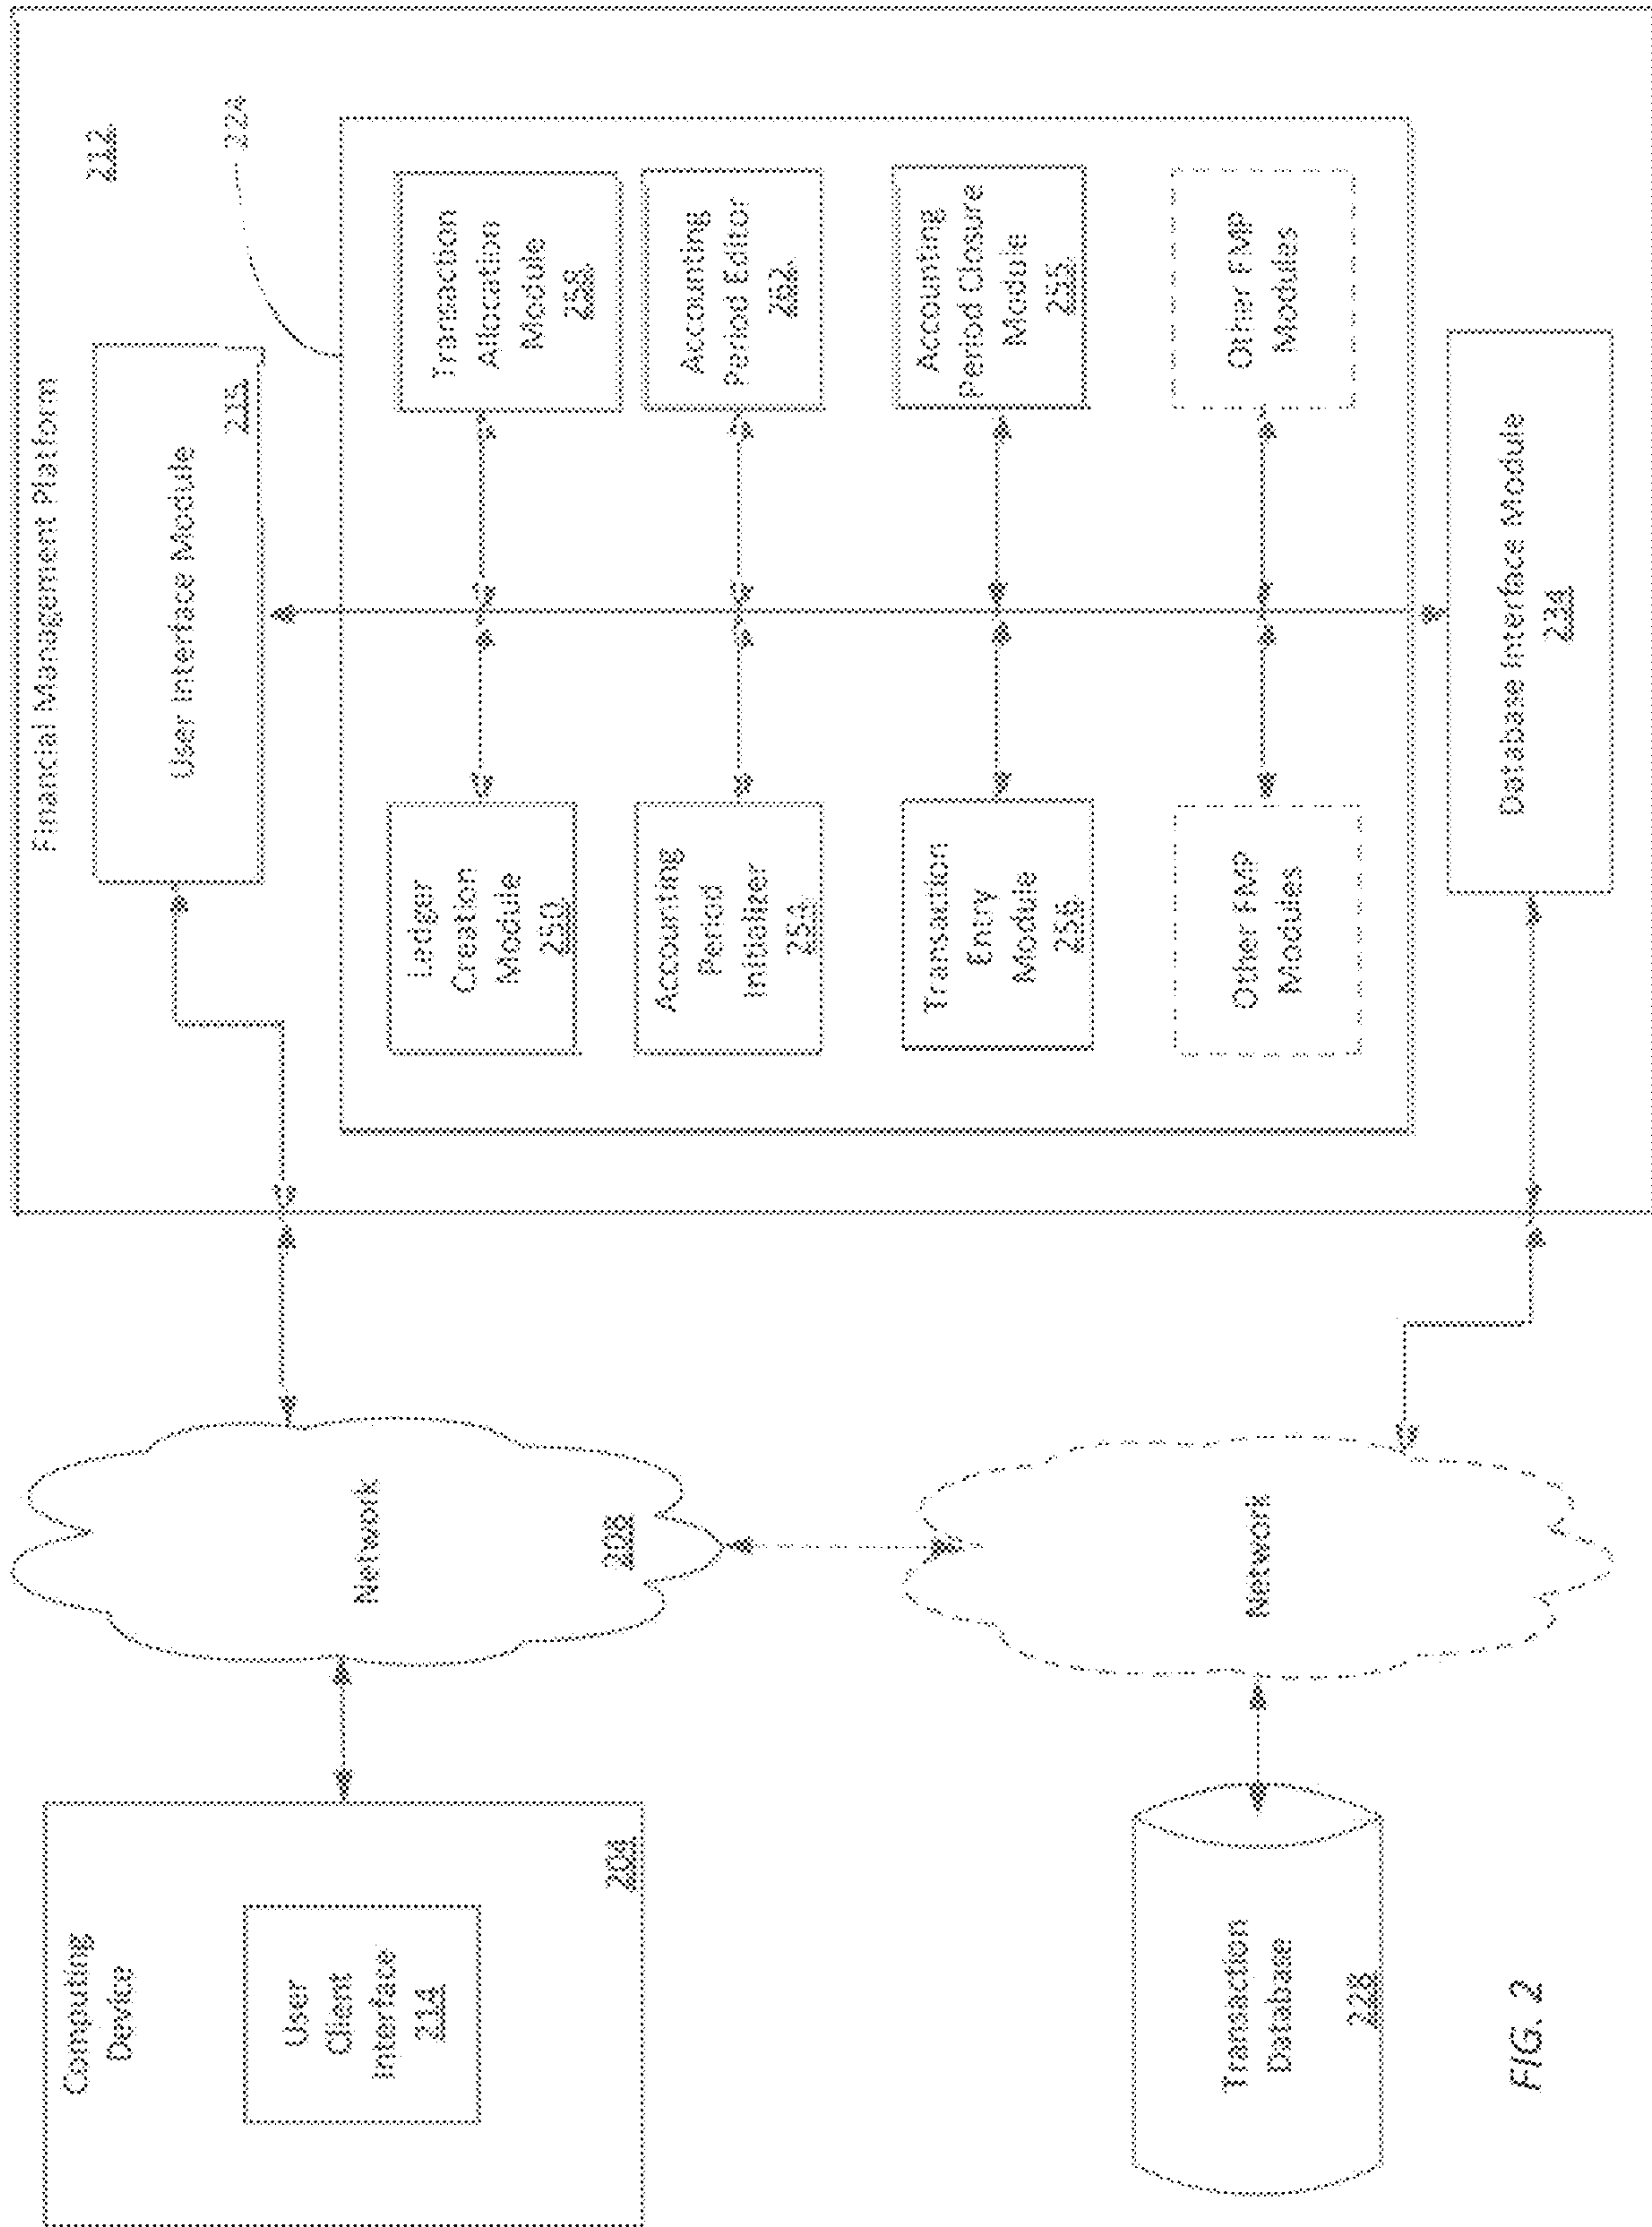 Financial Management Platform
212
User Interface Module
216
224
Computing
Device
User
Client
Interface
214
204
Network
208
Ledger
Creation
Module
250
Transaction
Allocation
Module
258
Accounting
Period
Initializer
254
Accounting
Period Editor
252
Transaction
Entry
Module
256
Accounting
Period Closure
Module
255
Other FMP
Modules
Other FMP
Modules
Transaction
Database
228
Network
Database Interface Module
234
FIG. 2